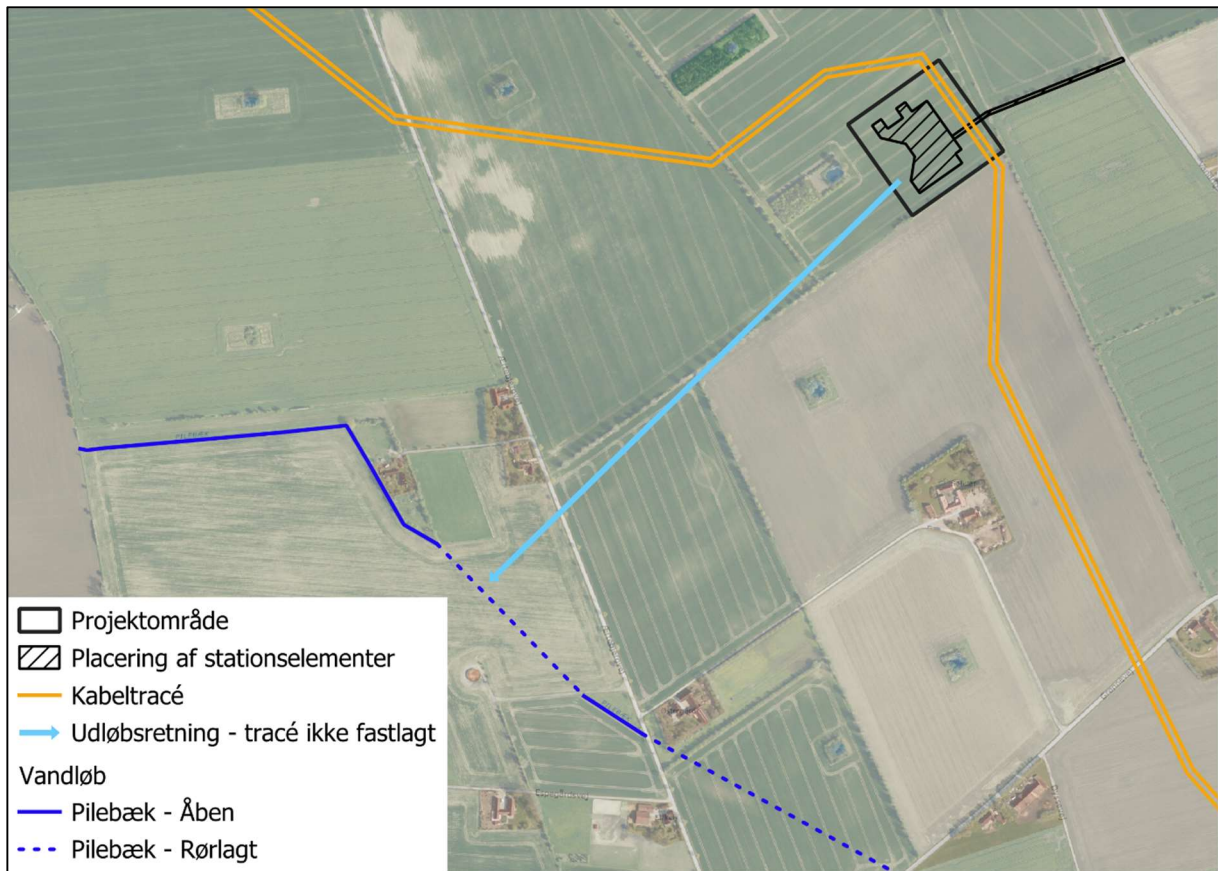 Projektområde
Placering af stationselementer
Kabeltracé
Udløbsretning - tracé ikke fastlagt
Vandløb
Pilebæk - Åben
Pilebæk - Rørlagt